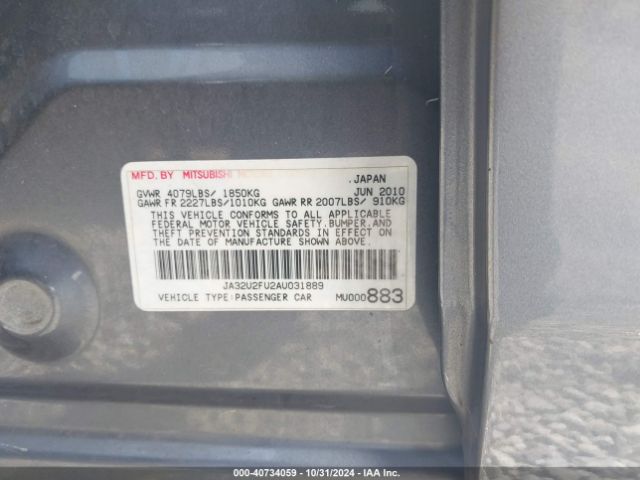 MFD. BY MITSUBISHI
. JAPAN
GVWR 4079LBS/ 1850KG JUN 2010
GAWR FR 2227LBS/1010KG GAWR RR 2007LBS/ 910KG
THIS VEHICLE CONFORMS TO ALL APPLICABLE
FEDERAL MOTOR VEHICLE SAFETY,BUMPER,AND
THEFT PREVENTION STANDARDS IN EFFECT ON
THE DATE OF MANUFACTURE SHOWN ABOVE.
JA32U2FU2AU031889
VEHICLE TYPE:PASSENGER CAR MU000883
000-40734059 - 10/31/2024 - IAA Inc.